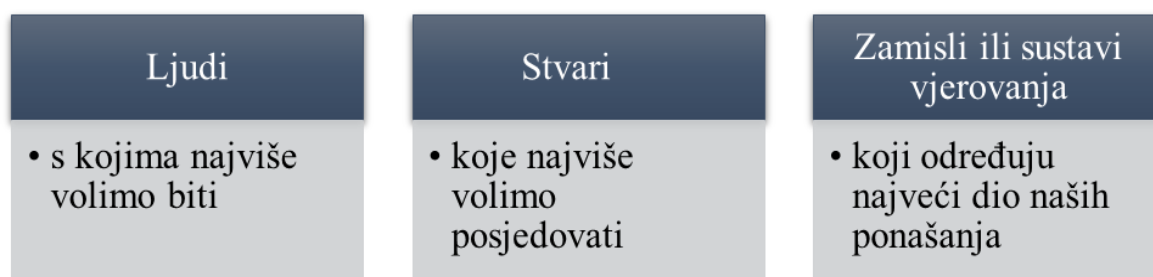 Ljudi
• s kojima najviše
volimo biti
Stvari
• koje najviše
volimo
posjedovati
Zamisli ili sustavi
vjerovanja
• koji određuju
najveći dio naših
ponašanja